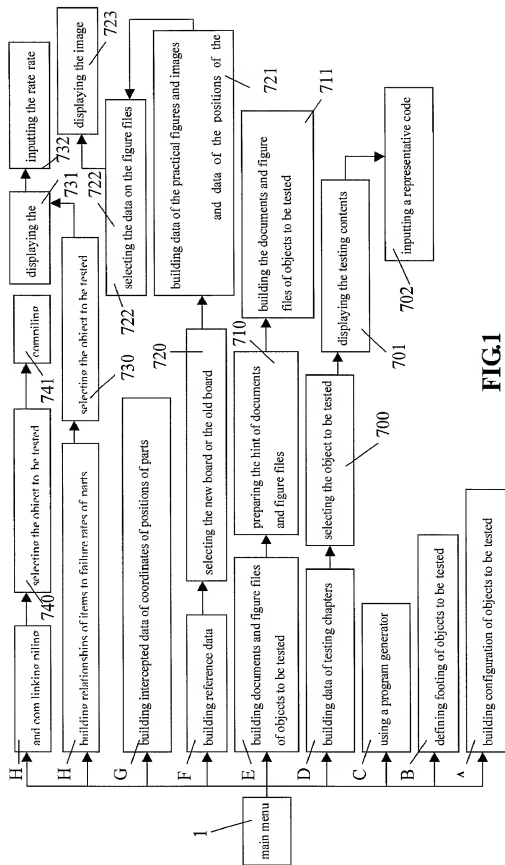 H
and com linking piling
740
selecting the object to be tested
741
compiling
H
building relationships of items to failure rates of parts
730
selecting the object to be tested
731
displaying the
732
inputting the rate rate
G
building intercepted data of coordinates of positions of parts
F
building reference data
720
selecting the new board or the old board
721
building data of the practical figures and images
and data of the positions of the
722
selecting the data on the figure files
722
723
displaying the image
E
building documents and figure files
of objects to be tested
710
preparing the hint of documents
and figure files
711
building the documents and figure
files of objects to be tested
D
building data of testing chapters
700
selecting the object to be tested
701
displaying the testing contents
702
inputting a representative code
C
using a program generator
B
defining footing of objects to be tested
A
building configuration of objects to be tested
1
main menu
FIG.1